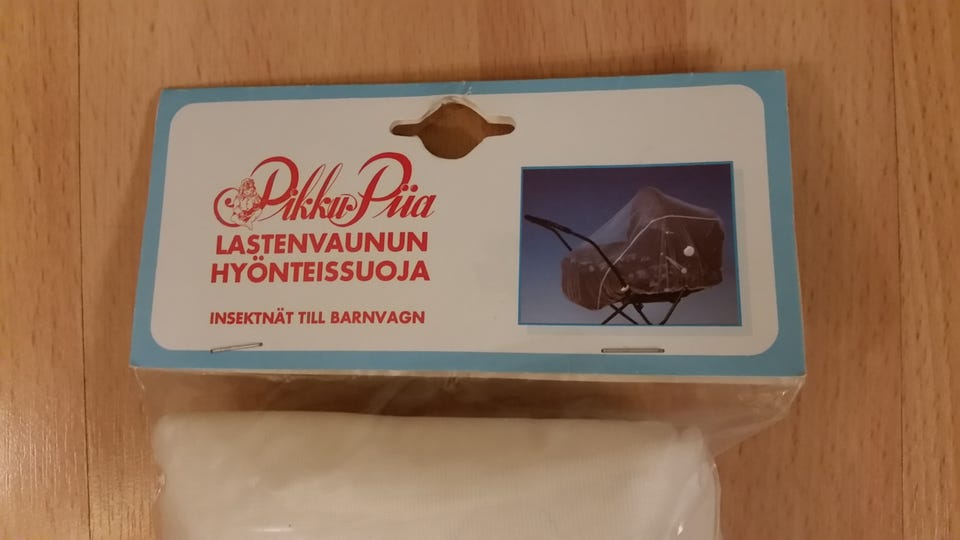 Pikku Piia
LASTENVAUNUN
HYÖNTEISSUOJA
INSEKTNÄT TILL BARNVAGN